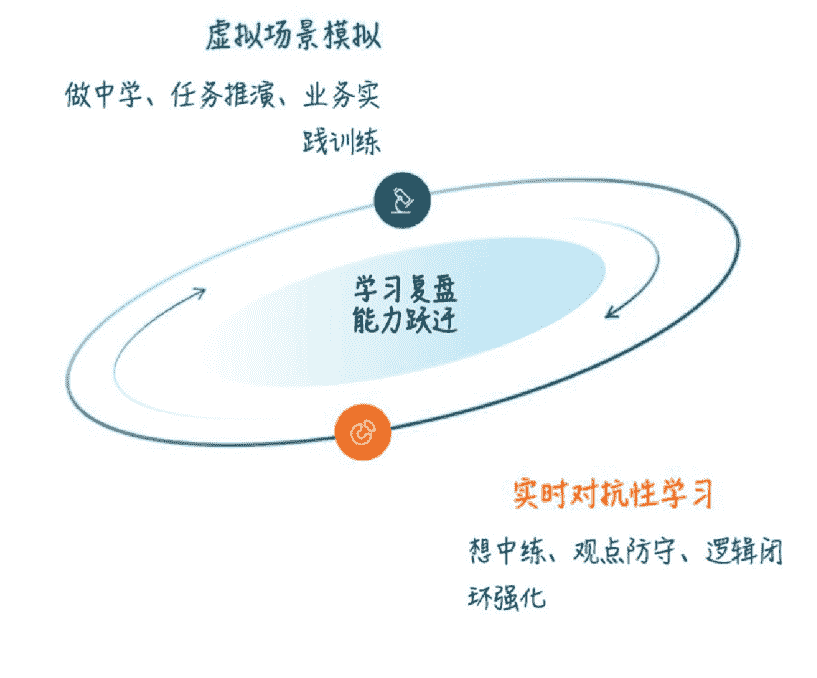 虚拟场景模拟
做中学、任务推演、业务实
践训练
学习复盘
能力跃迁
实时对抗性学习
想中练、观点防守、逻辑闭
环强化